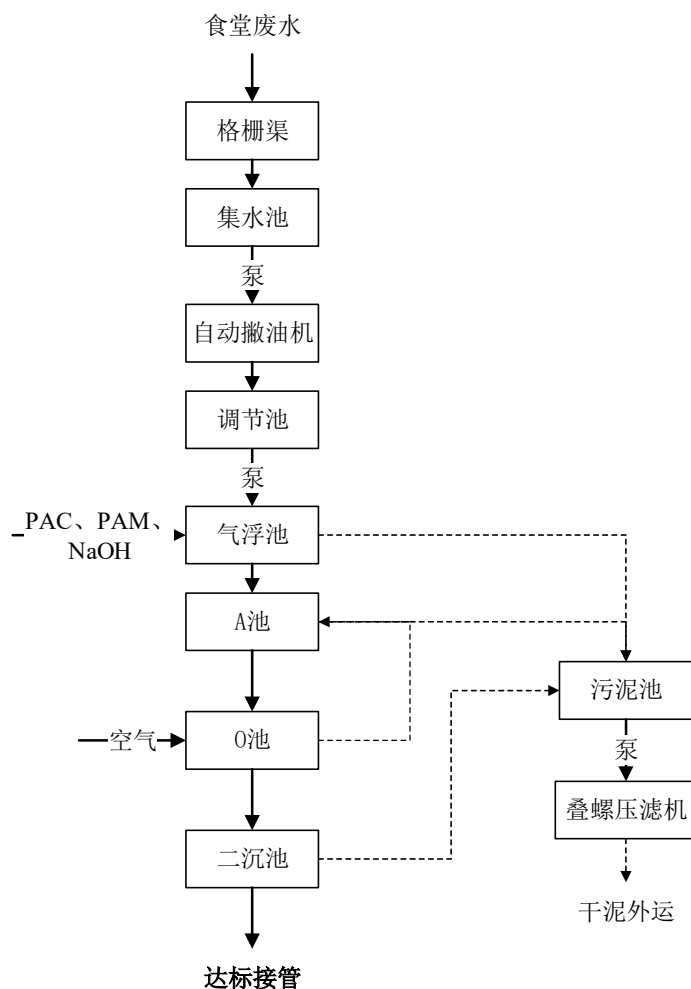 食堂废水
格栅渠
集水池
泵
自动撇油机
调节池
泵
PAC、PAM、
NaOH
气浮池
A池
污泥池
空气
O池
泵
叠螺压滤机
二沉池
干泥外运
达标接管